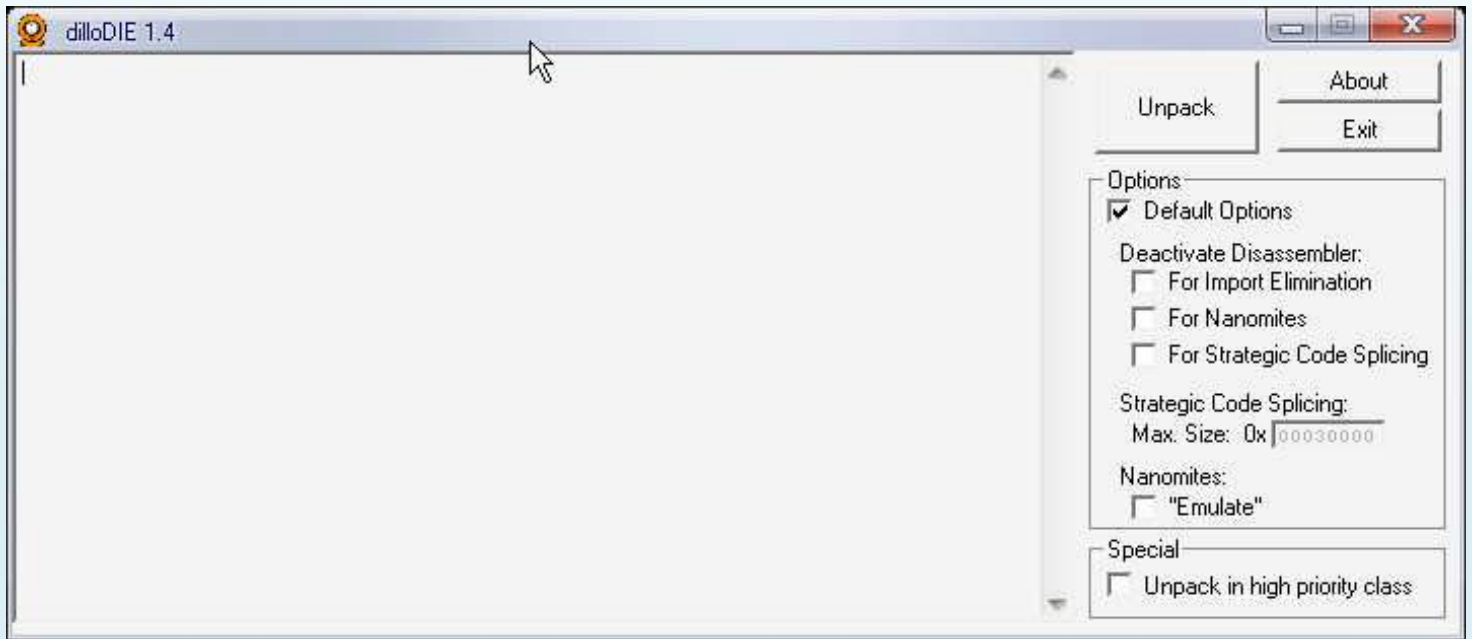 dilloDIE 1.4
Unpack
About
Exit
Options
Default Options
Deactivate Disassembler:
For Import Elimination
For Nanomites
For Strategic Code Splicing
Strategic Code Splicing:
Max. Size: 0x 00030000
Nanomites:
"Emulate"
Special
Unpack in high priority class